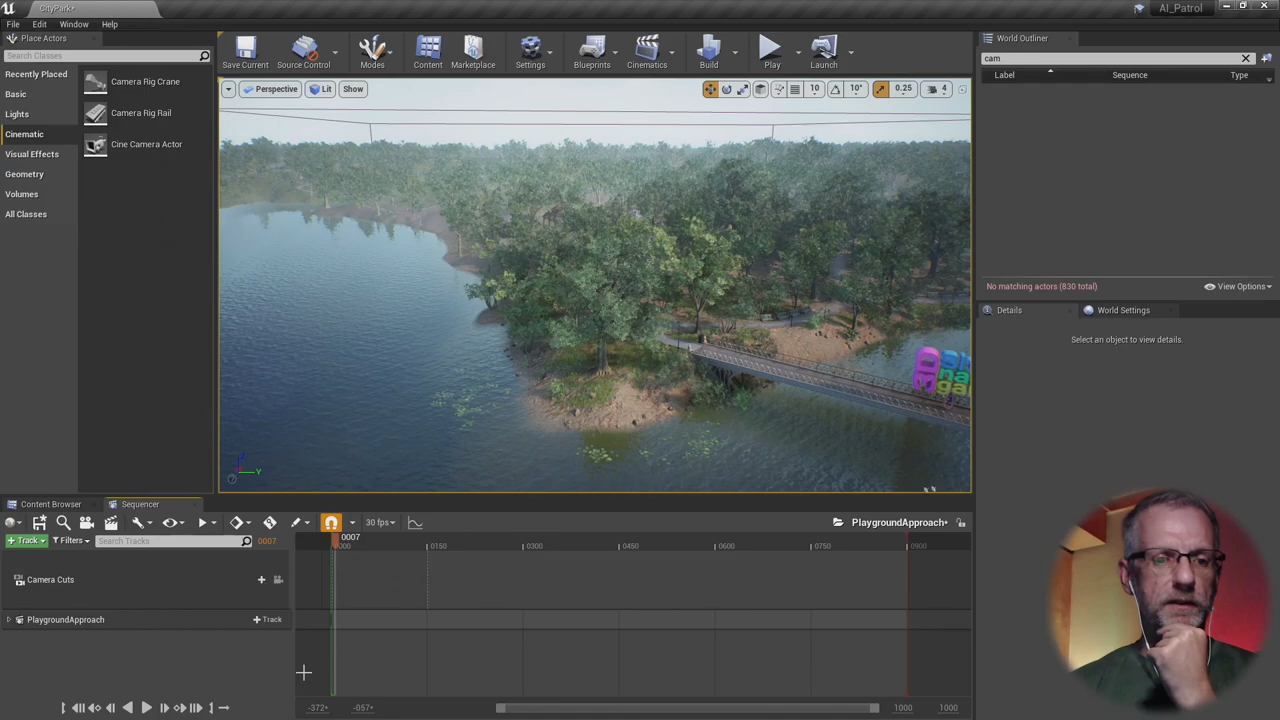 CityPark*
AI_Patrol
File Edit Window Help
Place Actors
Search Classes
Recently Placed
Basic
Lights
Cinematic
Visual Effects
Geometry
Volumes
All Classes
Camera Rig Crane
Camera Rig Rail
Cine Camera Actor
Save Current Source Control Modes Content Marketplace Settings Blueprints Cinematics Build Play Launch
Perspective Lit Show
10 10° 0.25 4
World Outliner
cam
Label Sequence Type
No matching actors (830 total) View Options
Details World Settings
Select an object to view details.
Content Browser Sequencer
30 fps PlaygroundApproach*
Track Filters Search Tracks 0007
0007
0150 0300 0450 0600 0750 0900
Camera Cuts
PlaygroundApproach Track
-372+ -057+ 1000 1000